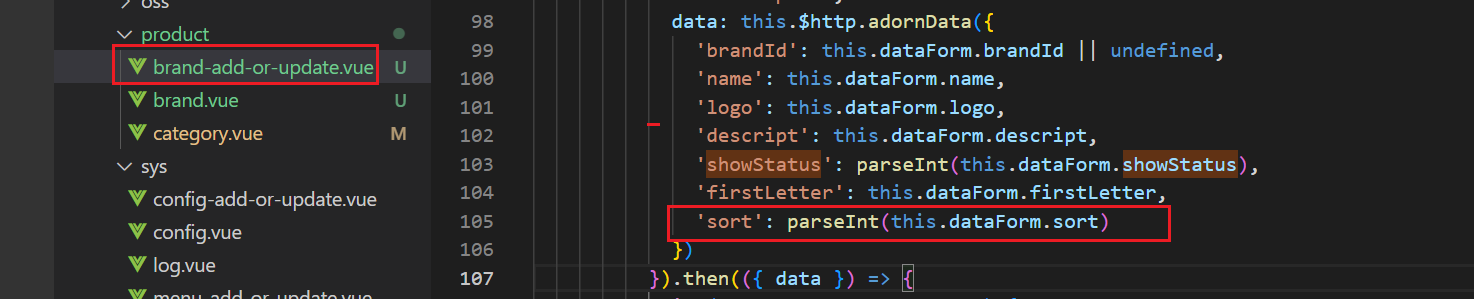 oss
product
brand-add-or-update.vue U
brand.vue U
category.vue M
sys
config-add-or-update.vue
config.vue
log.vue
menu-add-or-update.vue
98 data: this.$http.adornData({
99 'brandId': this.dataForm.brandId || undefined,
100 'name': this.dataForm.name,
101 'logo': this.dataForm.logo,
102 'descript': this.dataForm.descript,
103 'showStatus': parseInt(this.dataForm.showStatus),
104 'firstLetter': this.dataForm.firstLetter,
105 'sort': parseInt(this.dataForm.sort)
106 })
107 }).then(({ data }) => {